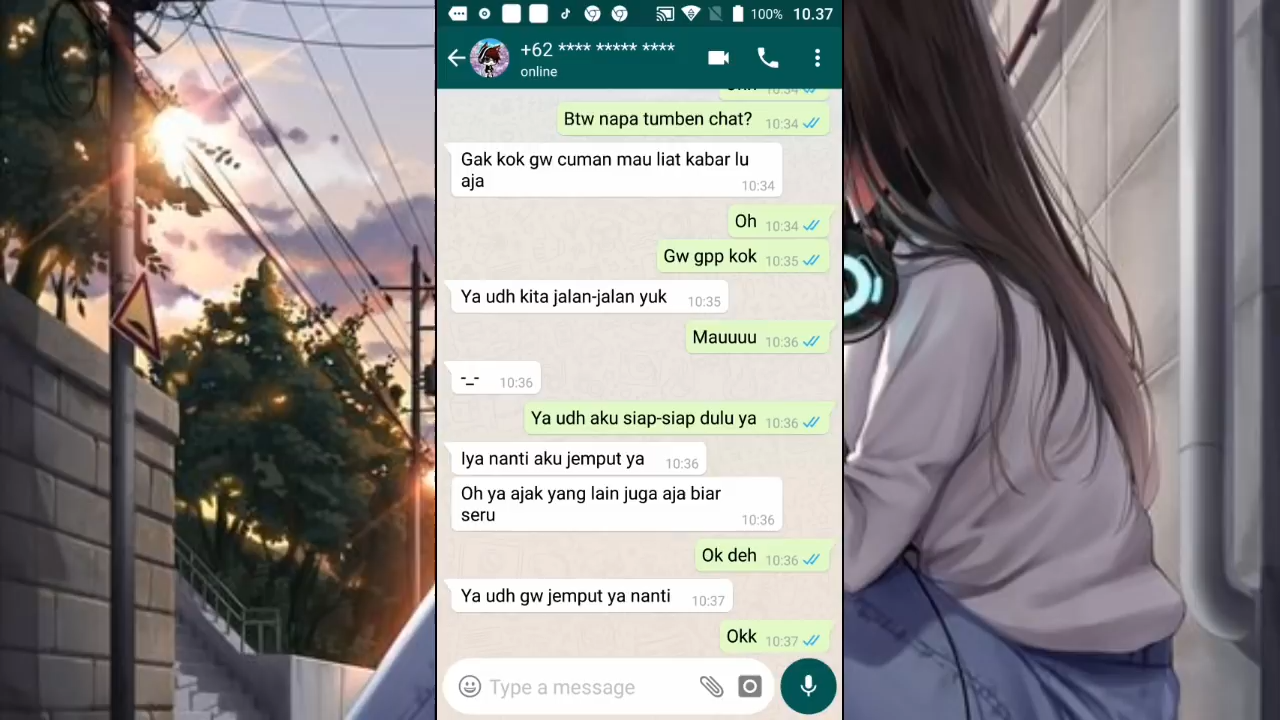 100% 10.37
+62 **** ***** ****
online
10:34
Btw napa tumben chat? 10:34
Gak kok gw cuman mau liat kabar lu
aja 10:34
Oh 10:34
Gw gpp kok 10:35
Ya udh kita jalan-jalan yuk 10:35
Mauuuu 10:36
-_- 10:36
Ya udh aku siap-siap dulu ya 10:36
Iya nanti aku jemput ya 10:36
Oh ya ajak yang lain juga aja biar
seru 10:36
Ok deh 10:36
Ya udh gw jemput ya nanti 10:37
Okk 10:37
Type a message